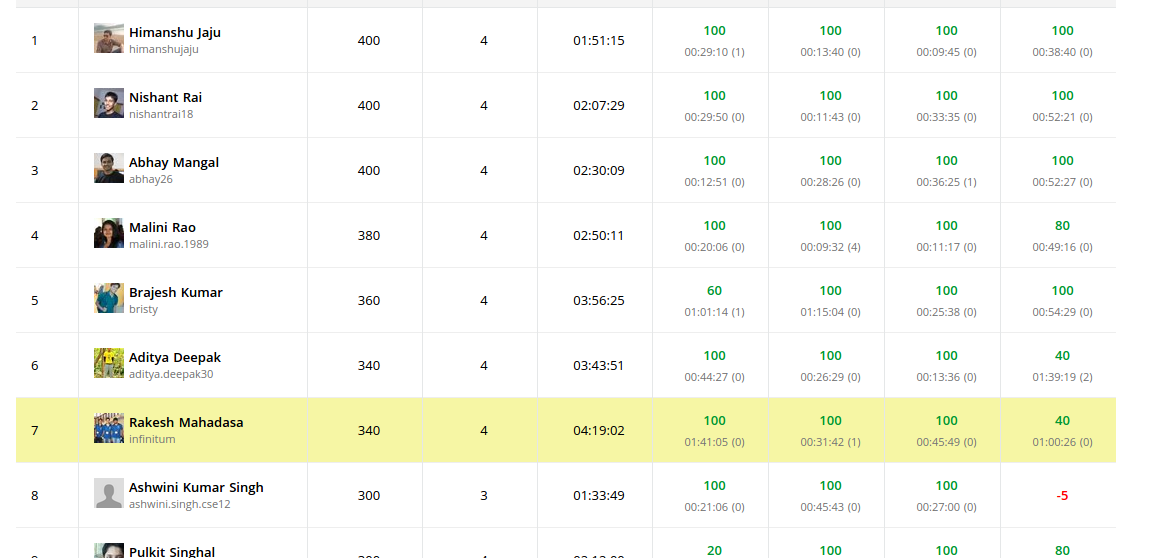 1 Himanshu Jaju 400 4 01:51:15 100 100 100 100
himanshujaju 00:29:10 (1) 00:13:40 (0) 00:09:45 (0) 00:38:40 (0)
2 Nishant Rai 400 4 02:07:29 100 100 100 100
nishantrai18 00:29:50 (0) 00:11:43 (0) 00:33:35 (0) 00:52:21 (0)
3 Abhay Mangal 400 4 02:30:09 100 100 100 100
abhay26 00:12:51 (0) 00:28:26 (0) 00:36:25 (1) 00:52:27 (0)
4 Malini Rao 380 4 02:50:11 100 100 100 80
malini.rao.1989 00:20:06 (0) 00:09:32 (4) 00:11:17 (0) 00:49:16 (0)
5 Brajesh Kumar 360 4 03:56:25 60 100 100 100
bristy 01:01:14 (1) 01:15:04 (0) 00:25:38 (0) 00:54:29 (0)
6 Aditya Deepak 340 4 03:43:51 100 100 100 40
aditya.deepak30 00:44:27 (0) 00:26:29 (0) 00:13:36 (0) 01:39:19 (2)
7 Rakesh Mahadasa 340 4 04:19:02 100 100 100 40
infinitum 01:41:05 (0) 00:31:42 (1) 00:45:49 (0) 01:00:26 (0)
8 Ashwini Kumar Singh 300 3 01:33:49 100 100 100 -5
ashwini.singh.cse12 00:21:06 (0) 00:45:43 (0) 00:27:00 (0)
Pulkit Singhal 20 100 100 80